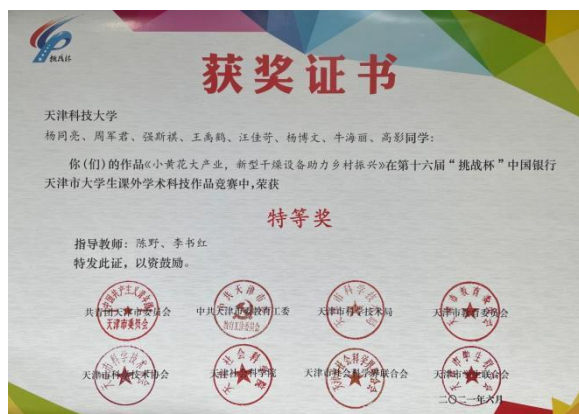 挑战杯
获奖证书
天津科技大学
杨同亮、周军君、强斯祺、王禹鹤、汪佳苛、杨博文、牛海丽、高影同学：
你（们）的作品《小黄花大产业，新型干燥设备助力乡村振兴》在第十六届“挑战杯”中国银行
天津市大学生课外学术科技作品竞赛中，荣获
特等奖
指导教师：陈野、李书红
特发此证，以资鼓励。
共青团天津市委员会 中共天津市委教育工委 天津市科学技术局 天津市教育委员会
天津市科学技术协会 天津社会科学院 天津市社会科学界联合会 天津市学生联合会
二〇二一年六月